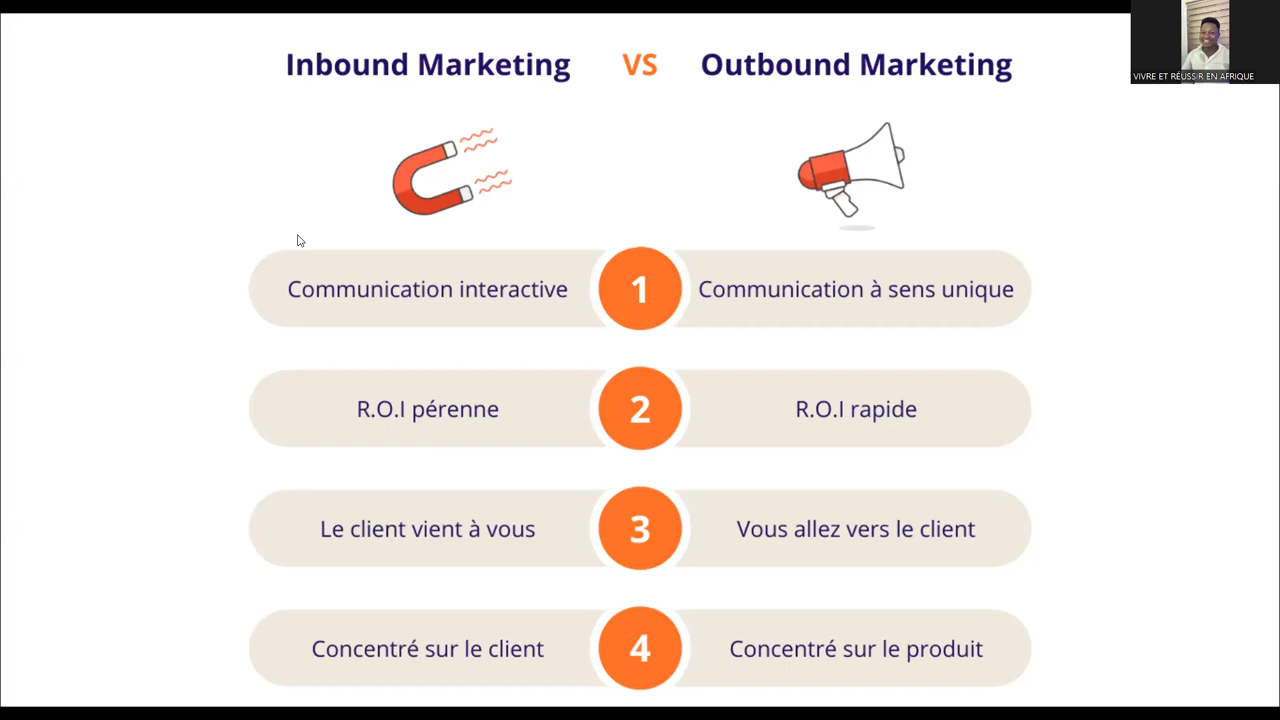 VIVRE ET RÉUSSIR EN AFRIQUE
Inbound Marketing VS Outbound Marketing
Communication interactive 1 Communication à sens unique
R.O.I pérenne 2 R.O.I rapide
Le client vient à vous 3 Vous allez vers le client
Concentré sur le client 4 Concentré sur le produit